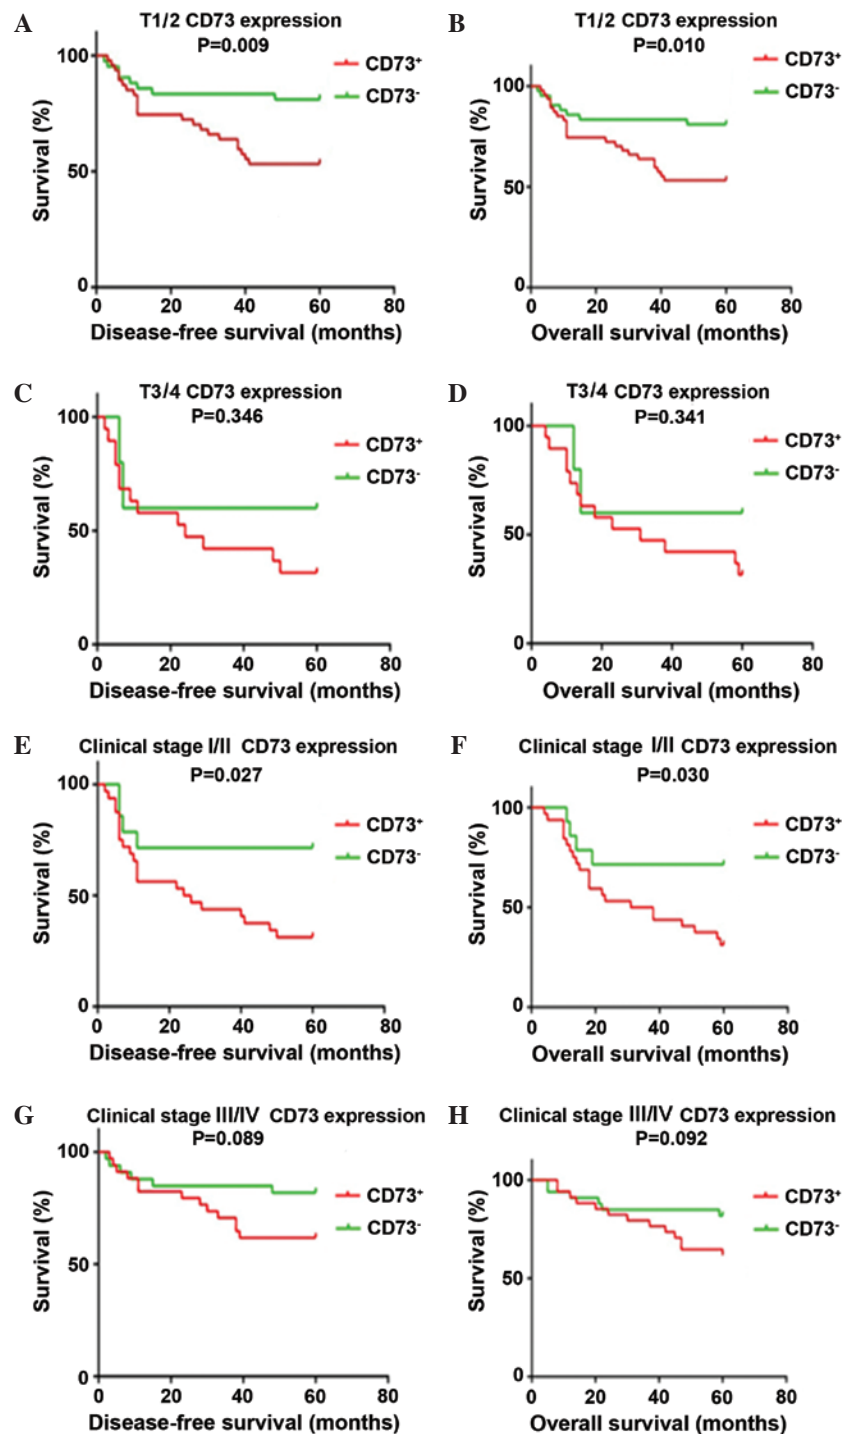 A
T1/2 CD73 expression
P=0.009
CD73⁺
CD73⁻
100
50
0
Survival (%)
0 20 40 60 80
Disease-free survival (months)
B
T1/2 CD73 expression
P=0.010
CD73⁺
CD73⁻
100
50
0
Survival (%)
0 20 40 60 80
Overall survival (months)
C
T3/4 CD73 expression
P=0.346
CD73⁺
CD73⁻
100
50
0
Survival (%)
0 20 40 60 80
Disease-free survival (months)
D
T3/4 CD73 expression
P=0.341
CD73⁺
CD73⁻
100
50
0
Survival (%)
0 20 40 60 80
Overall survival (months)
E
Clinical stage I/II CD73 expression
P=0.027
CD73⁺
CD73⁻
100
50
0
Survival (%)
0 20 40 60 80
Disease-free survival (months)
F
Clinical stage I/II CD73 expression
P=0.030
CD73⁺
CD73⁻
100
50
0
Survival (%)
0 20 40 60 80
Overall survival (months)
G
Clinical stage III/IV CD73 expression
P=0.089
CD73⁺
CD73⁻
100
50
0
Survival (%)
0 20 40 60 80
Disease-free survival (months)
H
Clinical stage III/IV CD73 expression
P=0.092
CD73⁺
CD73⁻
100
50
0
Survival (%)
0 20 40 60 80
Overall survival (months)